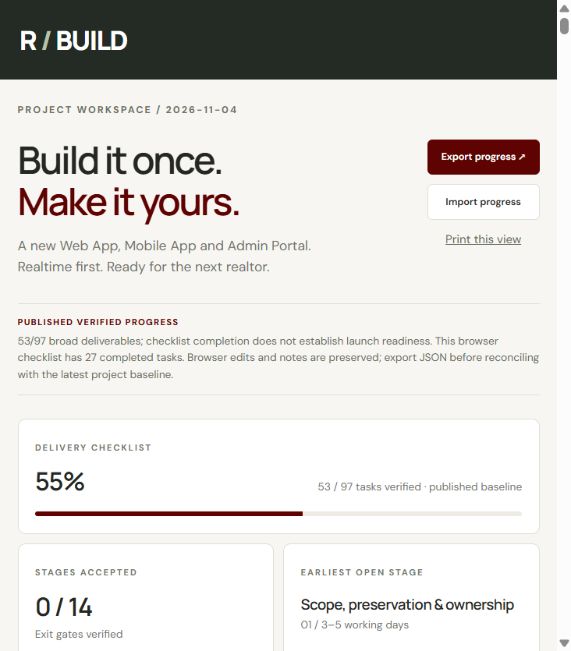 R / BUILD
PROJECT WORKSPACE / 2026-11-04
Build it once.
Make it yours.
A new Web App, Mobile App and Admin Portal.
Realtime first. Ready for the next realtor.
Export progress ↗
Import progress
Print this view
PUBLISHED VERIFIED PROGRESS
53/97 broad deliverables; checklist completion does not establish launch readiness. This browser
checklist has 27 completed tasks. Browser edits and notes are preserved; export JSON before reconciling
with the latest project baseline.
DELIVERY CHECKLIST
55%
53 / 97 tasks verified · published baseline
STAGES ACCEPTED
0 / 14
Exit gates verified
EARLIEST OPEN STAGE
Scope, preservation & ownership
01 / 3–5 working days